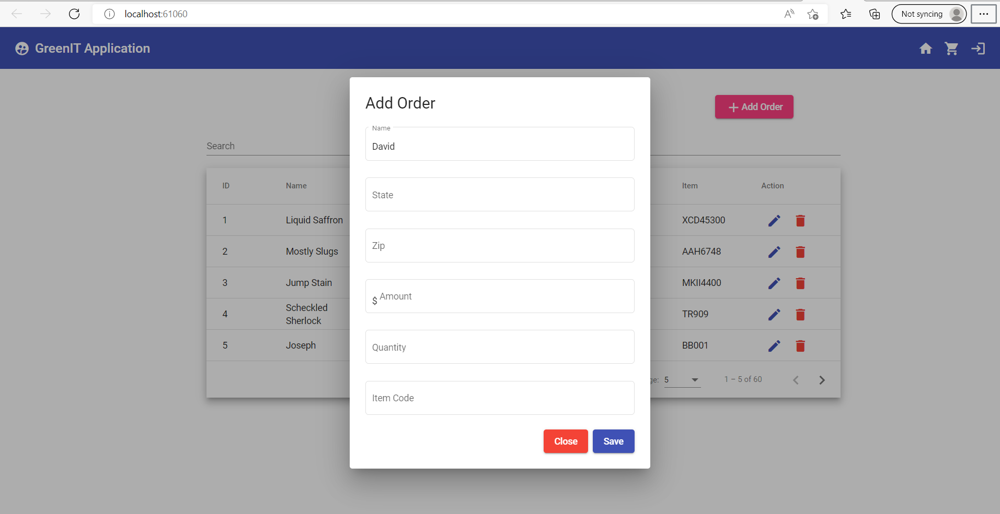 localhost:61060
Not syncing
GreenIT Application
Add Order
Add Order
Name
David
Search
State
ID Name Item Action
1 Liquid Saffron XCD45300
Zip
2 Mostly Slugs AAH6748
3 Jump Stain MKII4400
$ Amount
4 Scheckled Sherlock TR909
Quantity
5 Joseph BB001
5 1 – 5 of 60
Item Code
Close Save